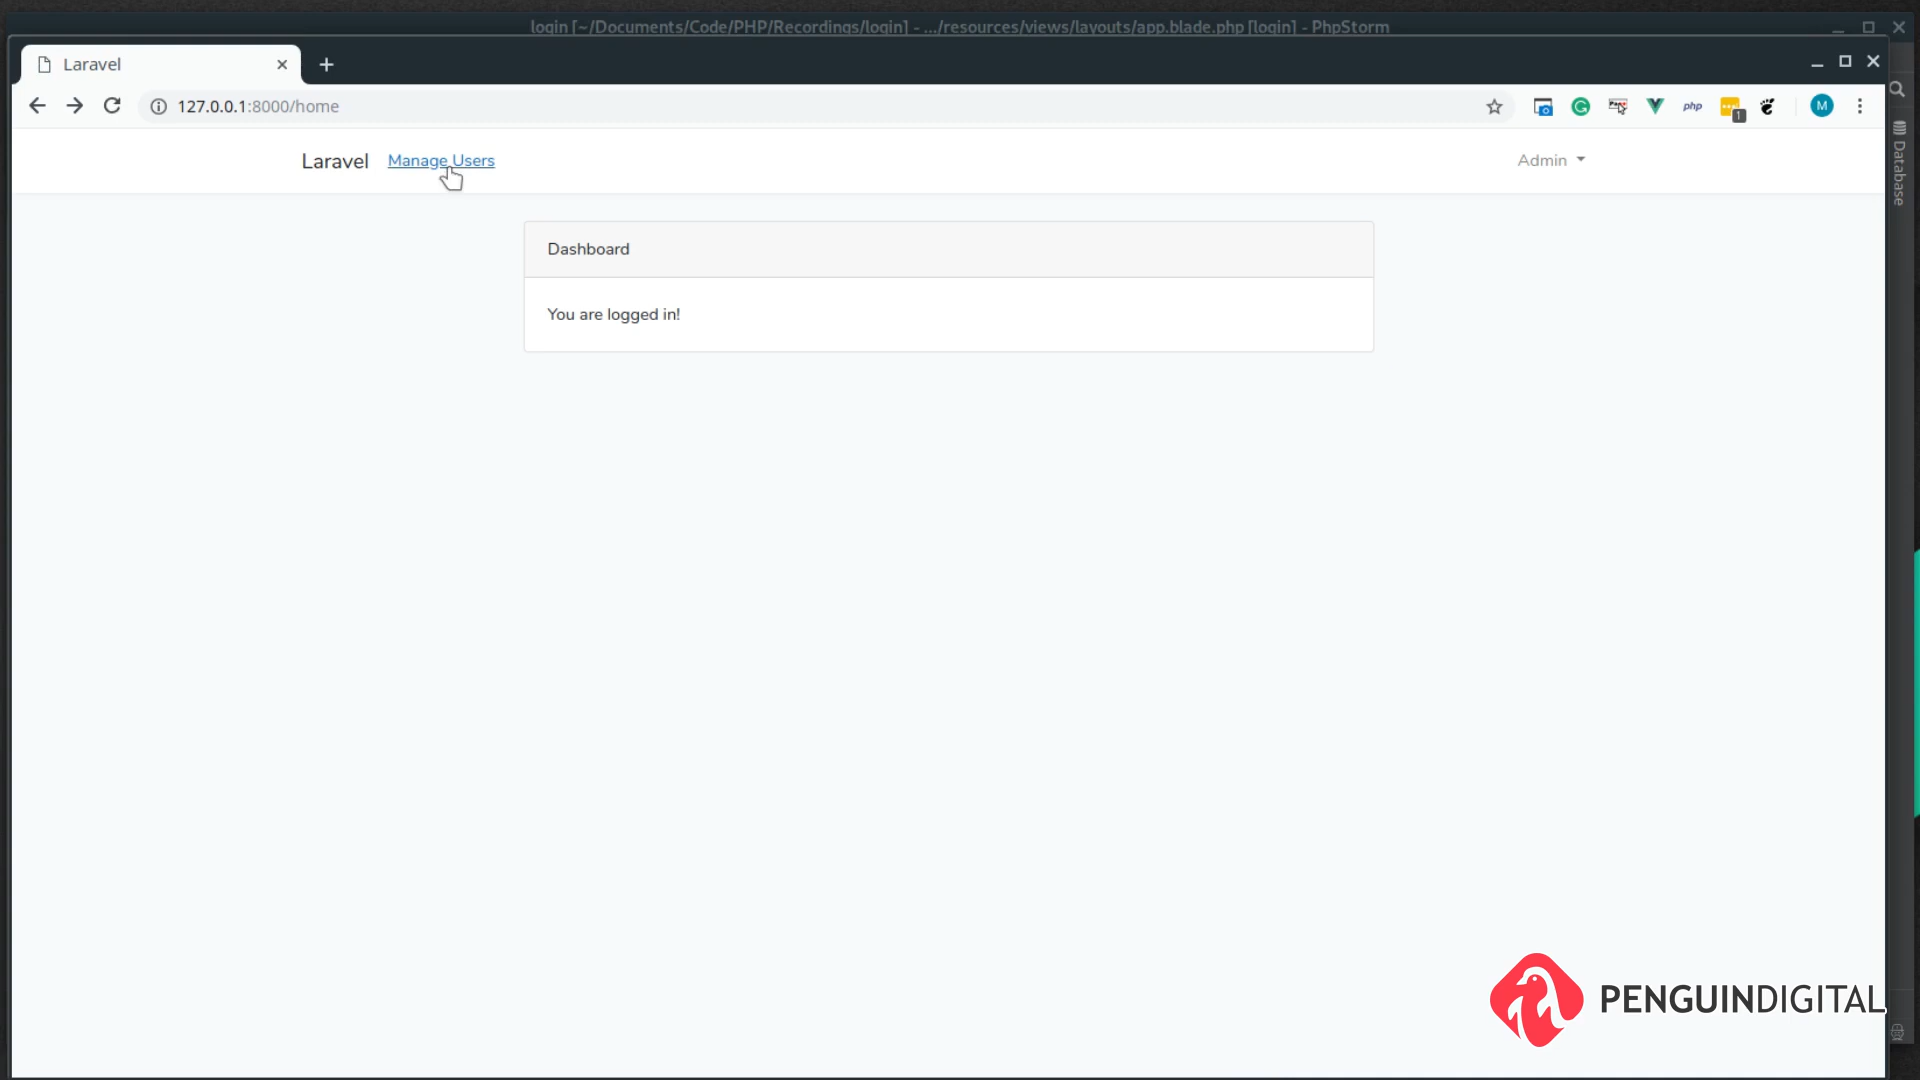 login [~/Documents/Code/PHP/Recordings/login] - .../resources/views/layouts/app.blade.php [login] - PhpStorm
Laravel
127.0.0.1:8000/home
php
1
M
Laravel Manage Users Admin
Database
Dashboard
You are logged in!
PENGUINDIGITAL